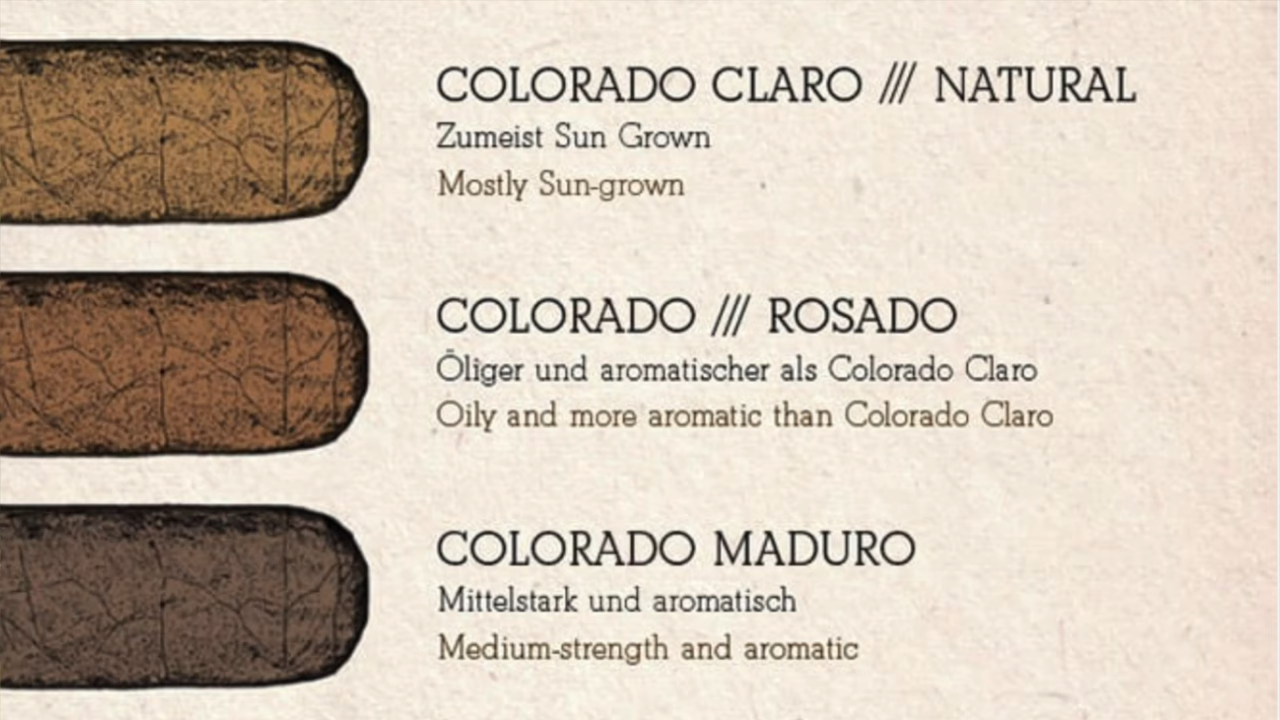 COLORADO CLARO /// NATURAL
Zumeist Sun Grown
Mostly Sun-grown
COLORADO /// ROSADO
Öliger und aromatischer als Colorado Claro
Oily and more aromatic than Colorado Claro
COLORADO MADURO
Mittelstark und aromatisch
Medium-strength and aromatic